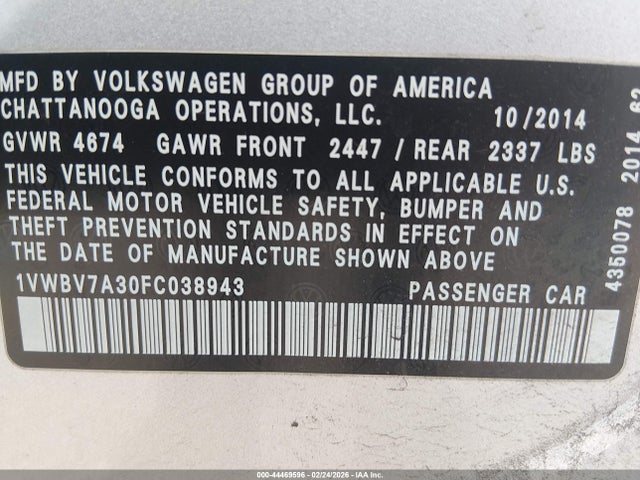 MFD BY VOLKSWAGEN GROUP OF AMERICA
CHATTANOOGA OPERATIONS, LLC. 10/2014
GVWR 4674 GAWR FRONT 2447 / REAR 2337 LBS
THIS VEHICLE CONFORMS TO ALL APPLICABLE U.S.
FEDERAL MOTOR VEHICLE SAFETY, BUMPER AND
THEFT PREVENTION STANDARDS IN EFFECT ON
THE DATE OF MANUFACTURE SHOWN ABOVE.
1VWBV7A30FC038943 PASSENGER CAR
4350078 2014
000-44469596 - 02/24/2026 - IAAI.COM